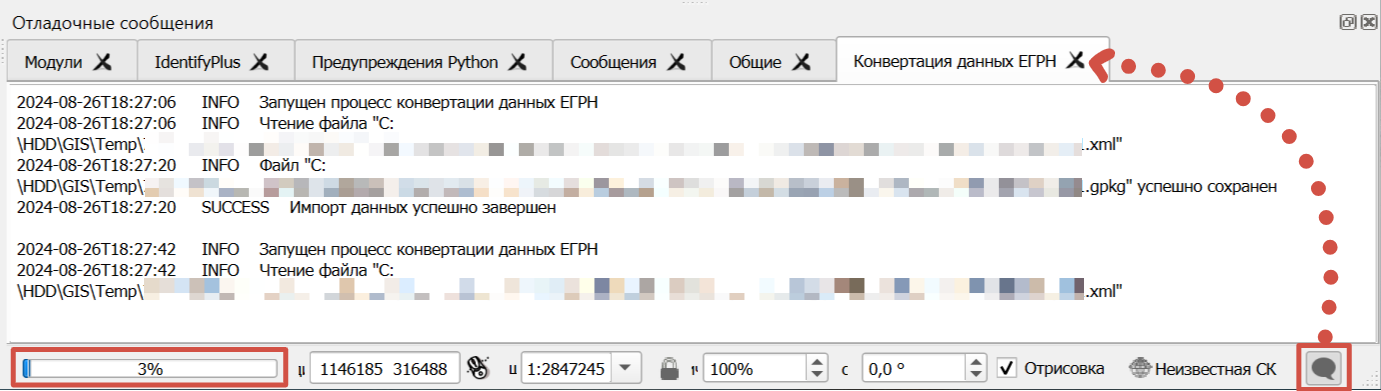 Отладочные сообщения
Модули IdentifyPlus Предупреждения Python Сообщения Общие Конвертация данных ЕГРН
2024-08-26T18:27:06 INFO Запущен процесс конвертации данных ЕГРН
2024-08-26T18:27:06 INFO Чтение файла "C:
\HDD\GIS\Temp\ .xml"
2024-08-26T18:27:20 INFO Файл "C:
\HDD\GIS\Temp\ .gpkg" успешно сохранен
2024-08-26T18:27:20 SUCCESS Импорт данных успешно завершен
2024-08-26T18:27:42 INFO Запущен процесс конвертации данных ЕГРН
2024-08-26T18:27:42 INFO Чтение файла "C:
\HDD\GIS\Temp\ .xml"
3% 1146185 316488 1:2847245 100% с 0,0 ° Отрисовка Неизвестная СК